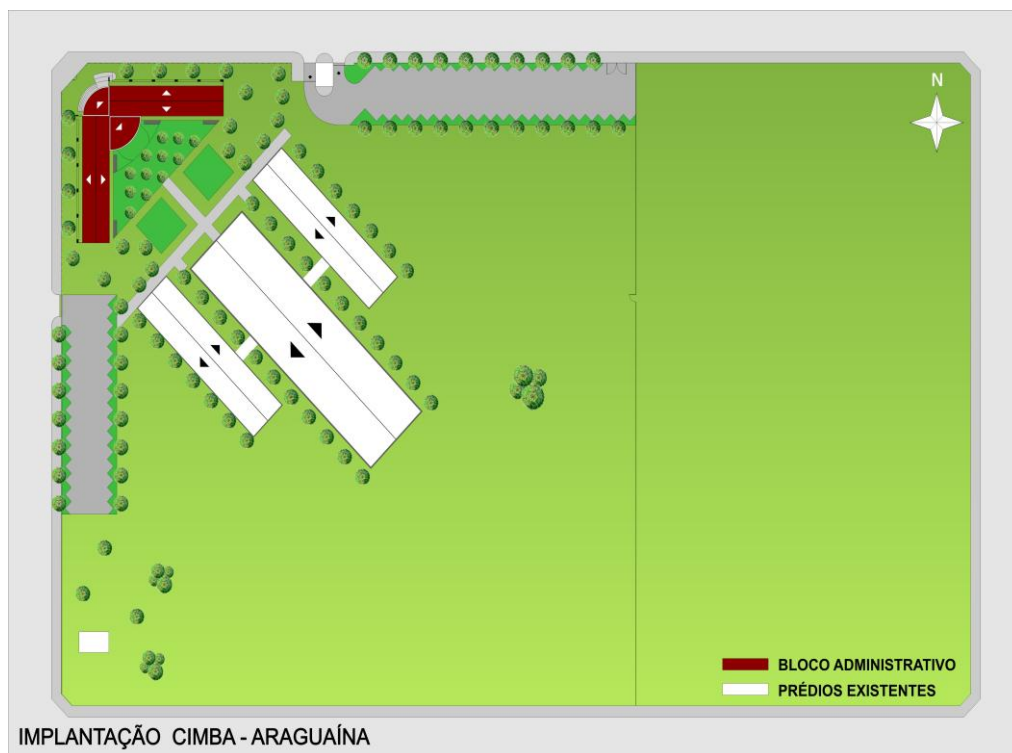 N
BLOCO ADMINISTRATIVO
PRÉDIOS EXISTENTES
IMPLANTAÇÃO CIMBA - ARAGUAÍNA